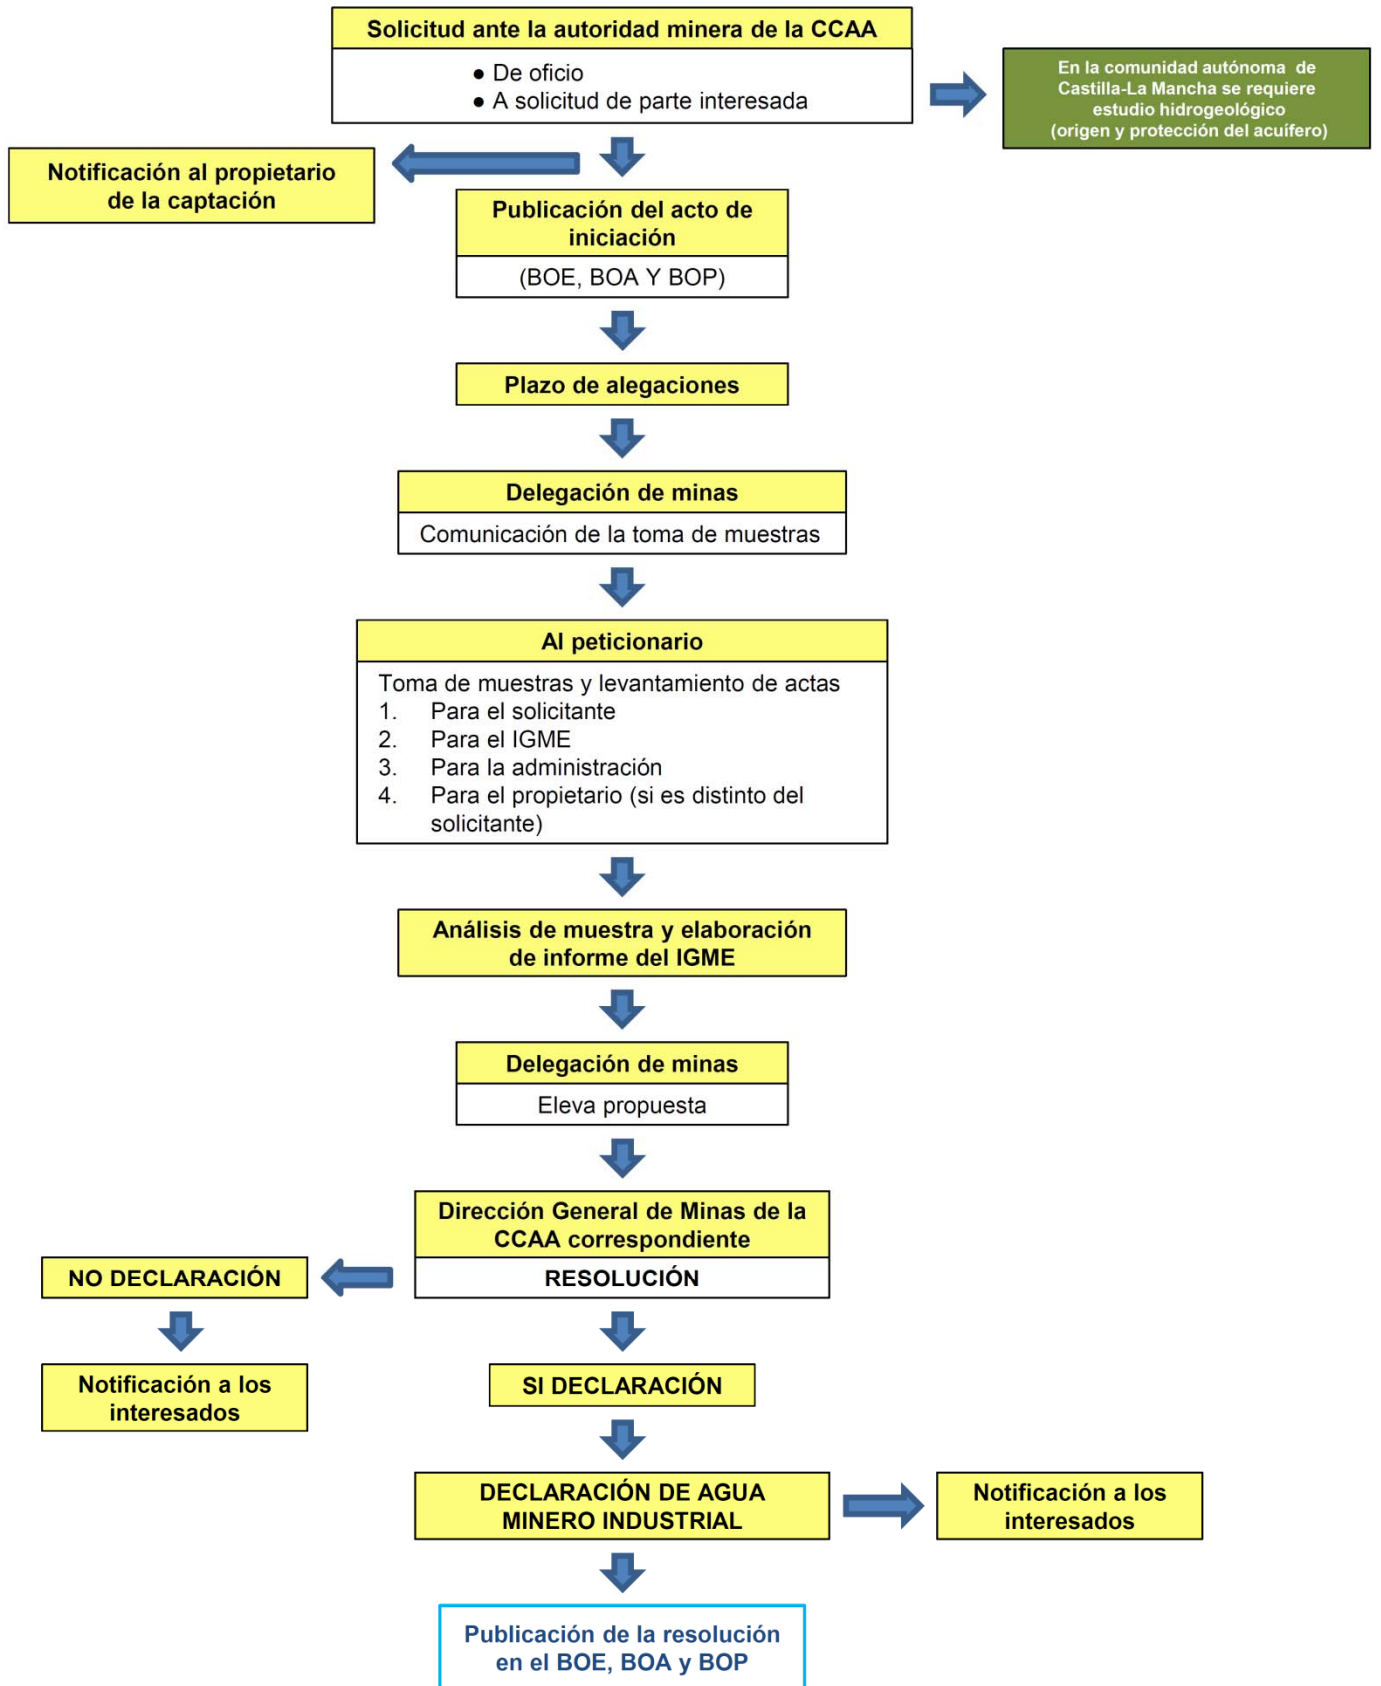 Solicitud ante la autoridad minera de la CCAA
● De oficio
● A solicitud de parte interesada
En la comunidad autónoma de
Castilla-La Mancha se requiere
estudio hidrogeológico
(origen y protección del acuífero)
Notificación al propietario
de la captación
Publicación del acto de
iniciación
(BOE, BOA Y BOP)
Plazo de alegaciones
Delegación de minas
Comunicación de la toma de muestras
Al peticionario
Toma de muestras y levantamiento de actas
1. Para el solicitante
2. Para el IGME
3. Para la administración
4. Para el propietario (si es distinto del
solicitante)
Análisis de muestra y elaboración
de informe del IGME
Delegación de minas
Eleva propuesta
Dirección General de Minas de la
CCAA correspondiente
RESOLUCIÓN
NO DECLARACIÓN
Notificación a los
interesados
SI DECLARACIÓN
DECLARACIÓN DE AGUA
MINERO INDUSTRIAL
Notificación a los
interesados
Publicación de la resolución
en el BOE, BOA y BOP